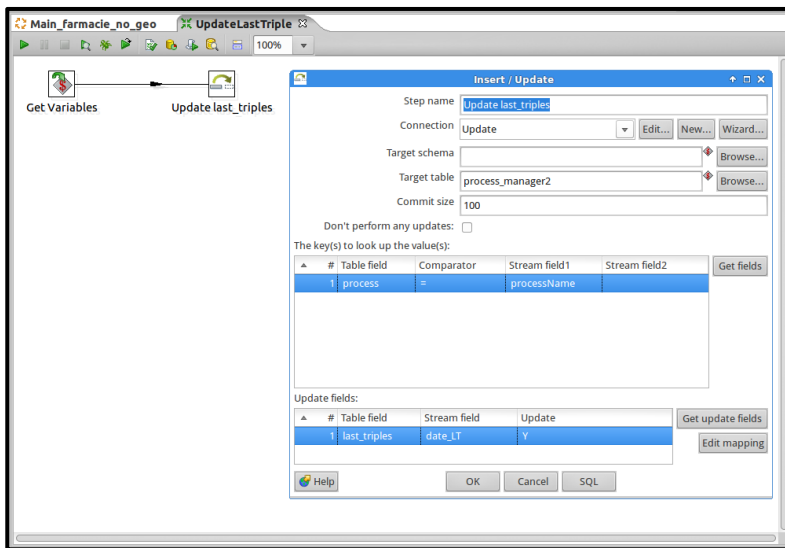 Main_farmacie_no_geo UpdateLastTriple
100%
Get Variables Update last_triples
Insert / Update
Step name Update last_triples
Connection Update Edit... New... Wizard...
Target schema Browse...
Target table process_manager2 Browse...
Commit size 100
Don't perform any updates:
The key(s) to look up the value(s):
# Table field Comparator Stream field1 Stream field2 Get fields
1 process = processName
Update fields:
# Table field Stream field Update Get update fields
1 last_triples date_LT Y
Edit mapping
Help OK Cancel SQL